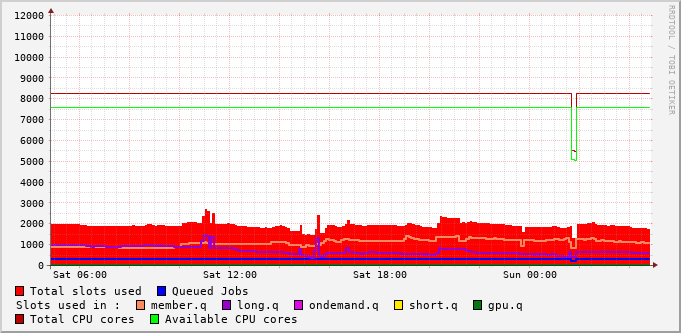 RRDTOOL / TOBI OETIKER
12000
11000
10000
9000
8000
7000
6000
5000
4000
3000
2000
1000
0
Sat 06:00 Sat 12:00 Sat 18:00 Sun 00:00
Total slots used Queued Jobs
Slots used in : member.q long.q ondemand.q short.q gpu.q
Total CPU cores Available CPU cores